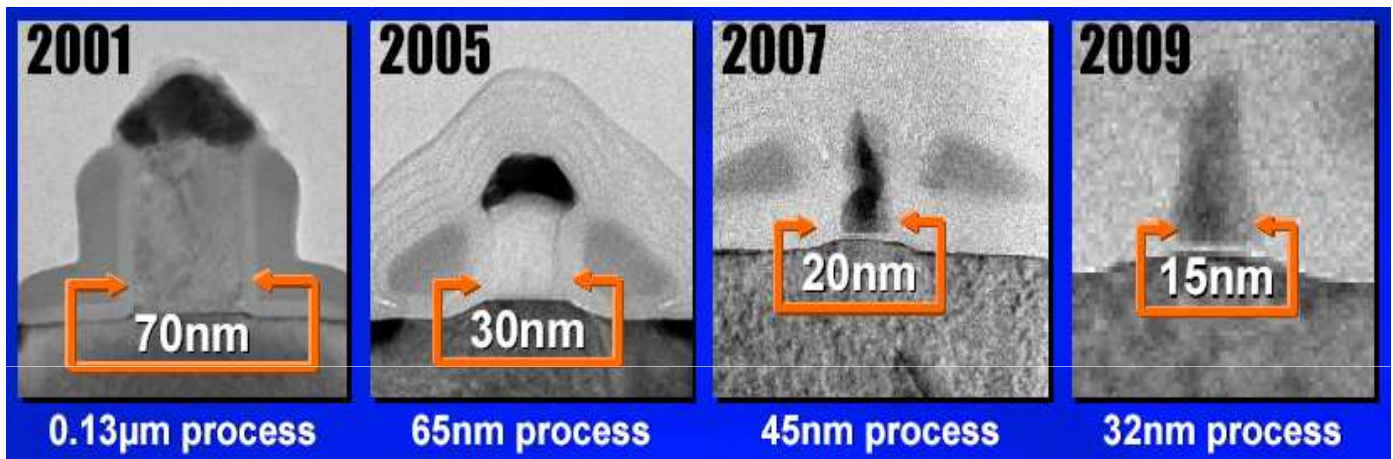 2001
2005
2007
2009
70nm
30nm
20nm
15nm
0.13µm process
65nm process
45nm process
32nm process